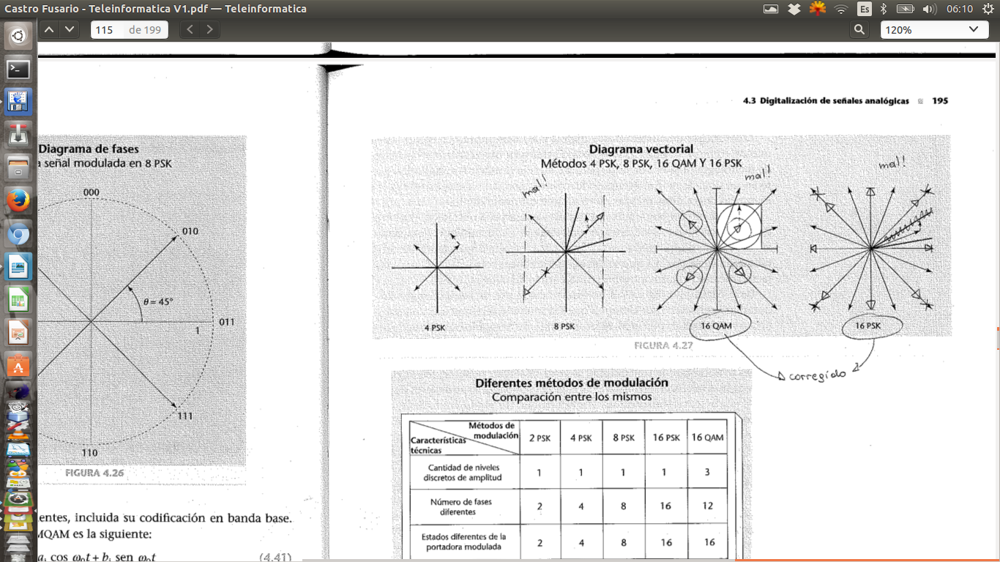 Castro Fusario - Teleinformatica V1.pdf — Teleinformatica
Es
06:10
115 de 199
120%
4.3 Digitalización de señales analógicas 195
Diagrama de fases
señal modulada en 8 PSK
000
010
θ = 45°
011
1
111
110
FIGURA 4.26
entes, incluida su codificación en banda base.
MQAM es la siguiente:
aᵢ cos ω₀t + bᵢ sen ω₀t (4.41)
Diagrama vectorial
Métodos 4 PSK, 8 PSK, 16 QAM Y 16 PSK
mal!
mal!
mal!
4 PSK
8 PSK
16 QAM
16 PSK
FIGURA 4.27
corregido
Diferentes métodos de modulación
Comparación entre los mismos
Métodos de
modulación
Características
técnicas
2 PSK 4 PSK 8 PSK 16 PSK 16 QAM
Cantidad de niveles
discretos de amplitud
1 1 1 1 3
Número de fases
diferentes
2 4 8 16 12
Estados diferentes de la
portadora modulada
2 4 8 16 16